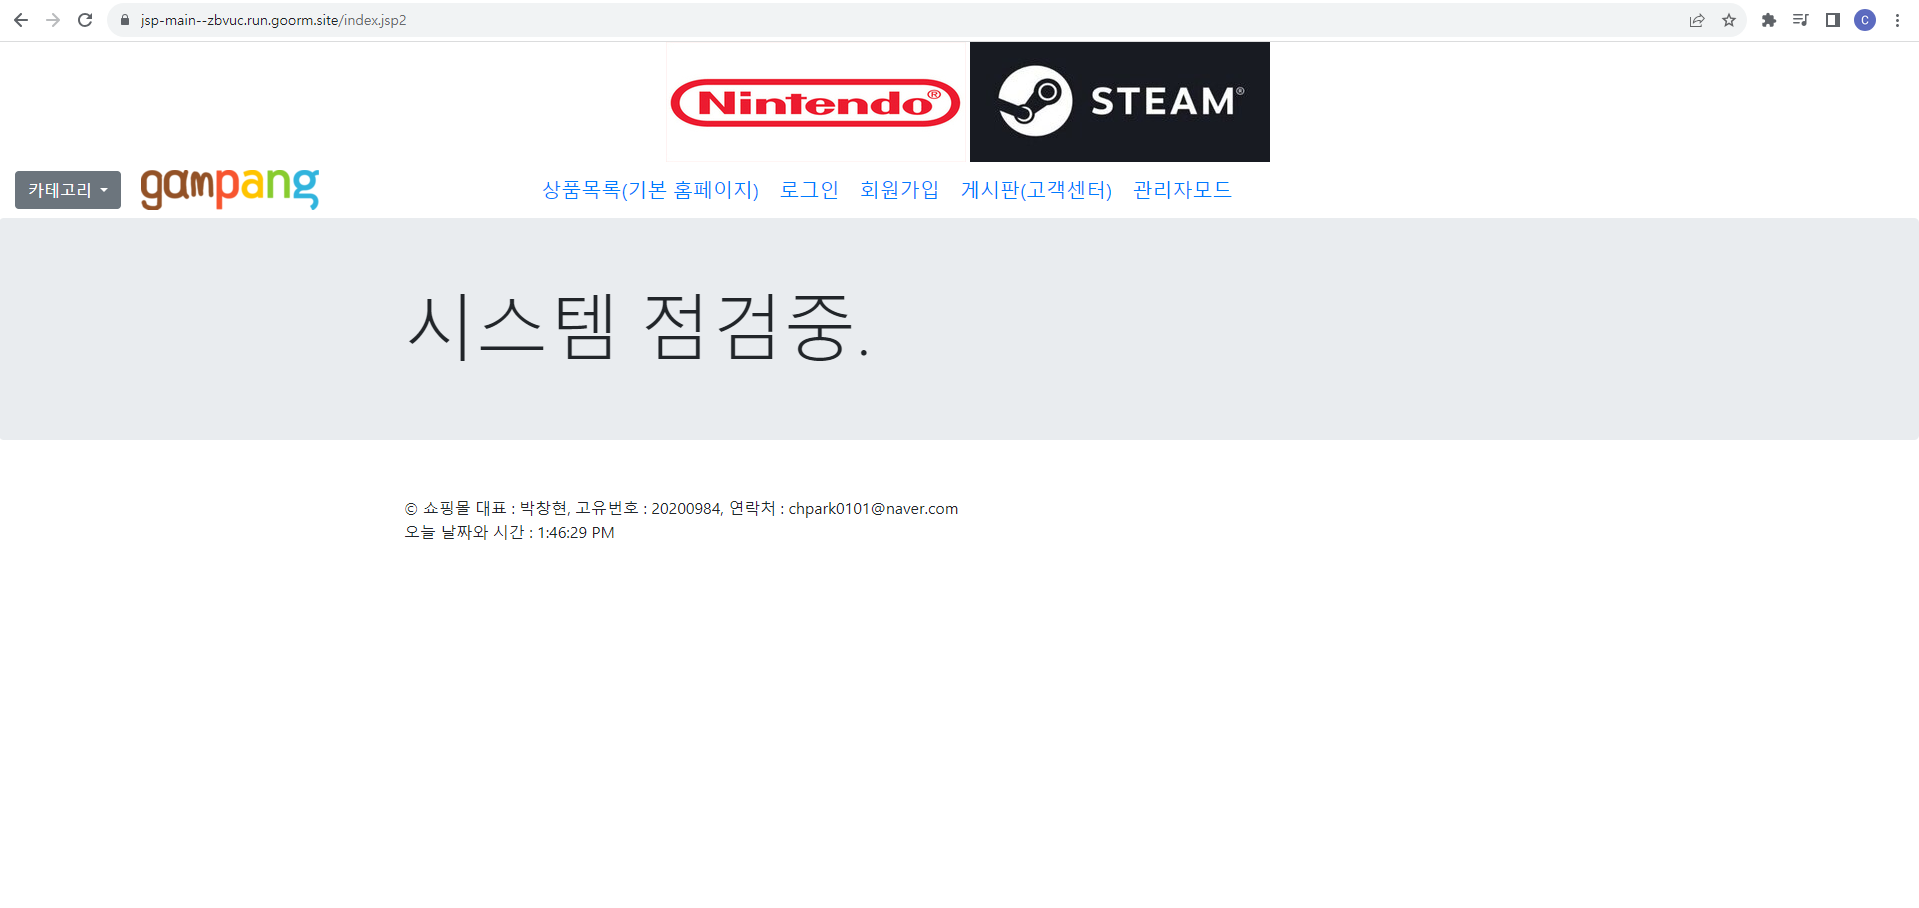 jsp-main--zbvuc.run.goorm.site/index.jsp2
C
Nintendo®
STEAM®
카테고리
gampang
상품목록(기본 홈페이지) 로그인 회원가입 게시판(고객센터) 관리자모드
시스템 점검중.
© 쇼핑몰 대표 : 박창현, 고유번호 : 20200984, 연락처 : chpark0101@naver.com
오늘 날짜와 시간 : 1:46:29 PM